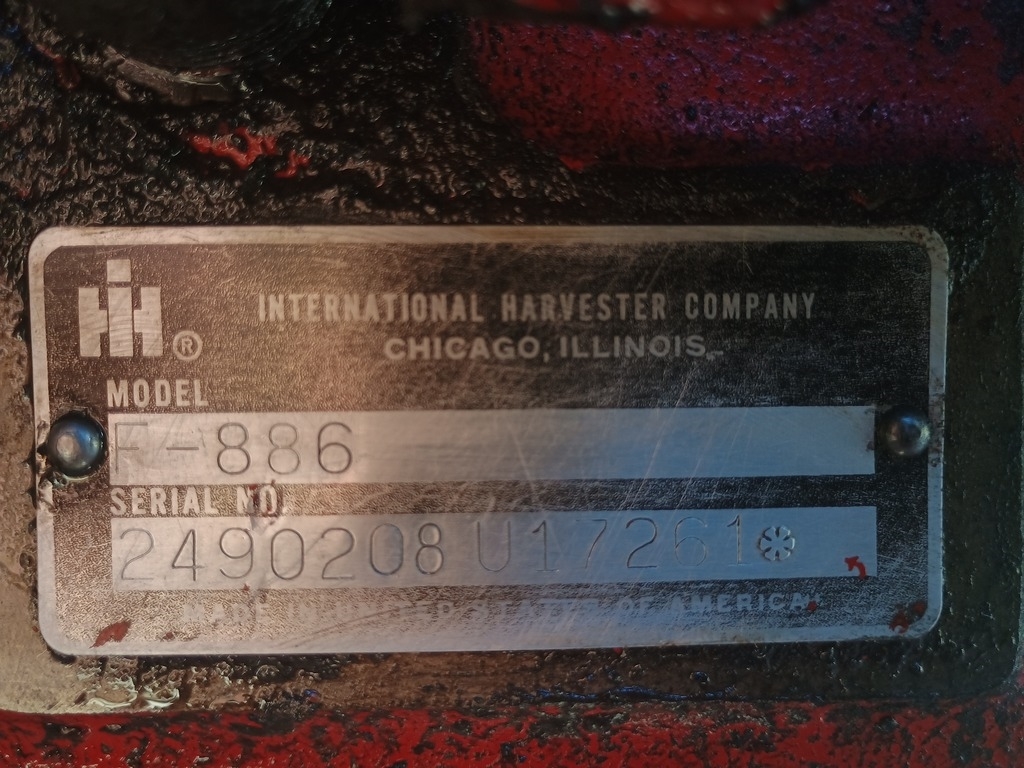 IH ®
INTERNATIONAL HARVESTER COMPANY
CHICAGO, ILLINOIS
MODEL
F-886
SERIAL NO.
2490208 U17261*
MADE IN UNITED STATES OF AMERICA